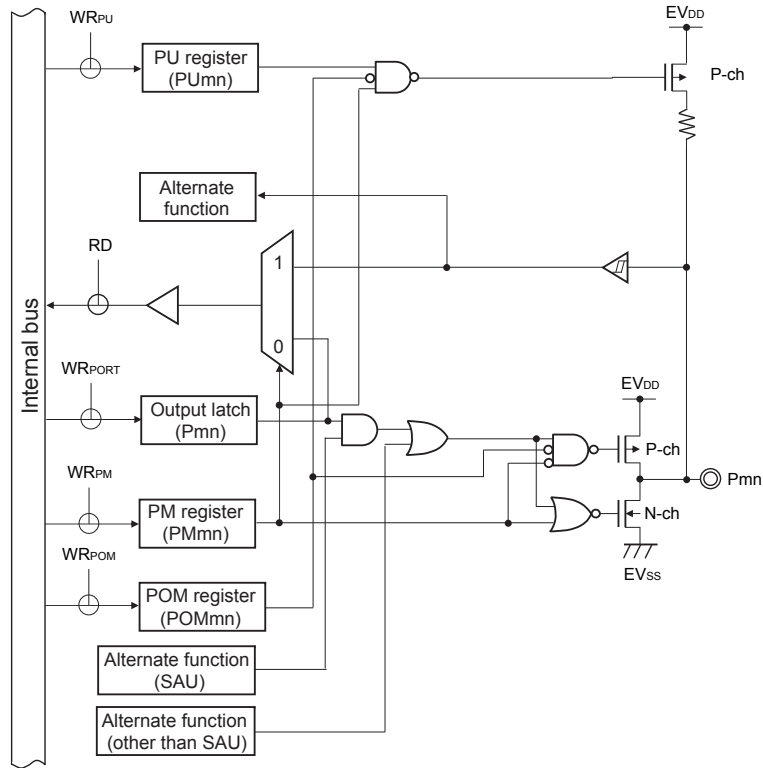 WRPU
EVDD
PU register
(PUmn)
P-ch
Alternate
function
RD
1
0
Internal bus
WRPORT
EVDD
Output latch
(Pmn)
P-ch
Pmn
WRPM
PM register
(PMmn)
N-ch
WRPOM
EVSS
POM register
(POMmn)
Alternate function
(SAU)
Alternate function
(other than SAU)